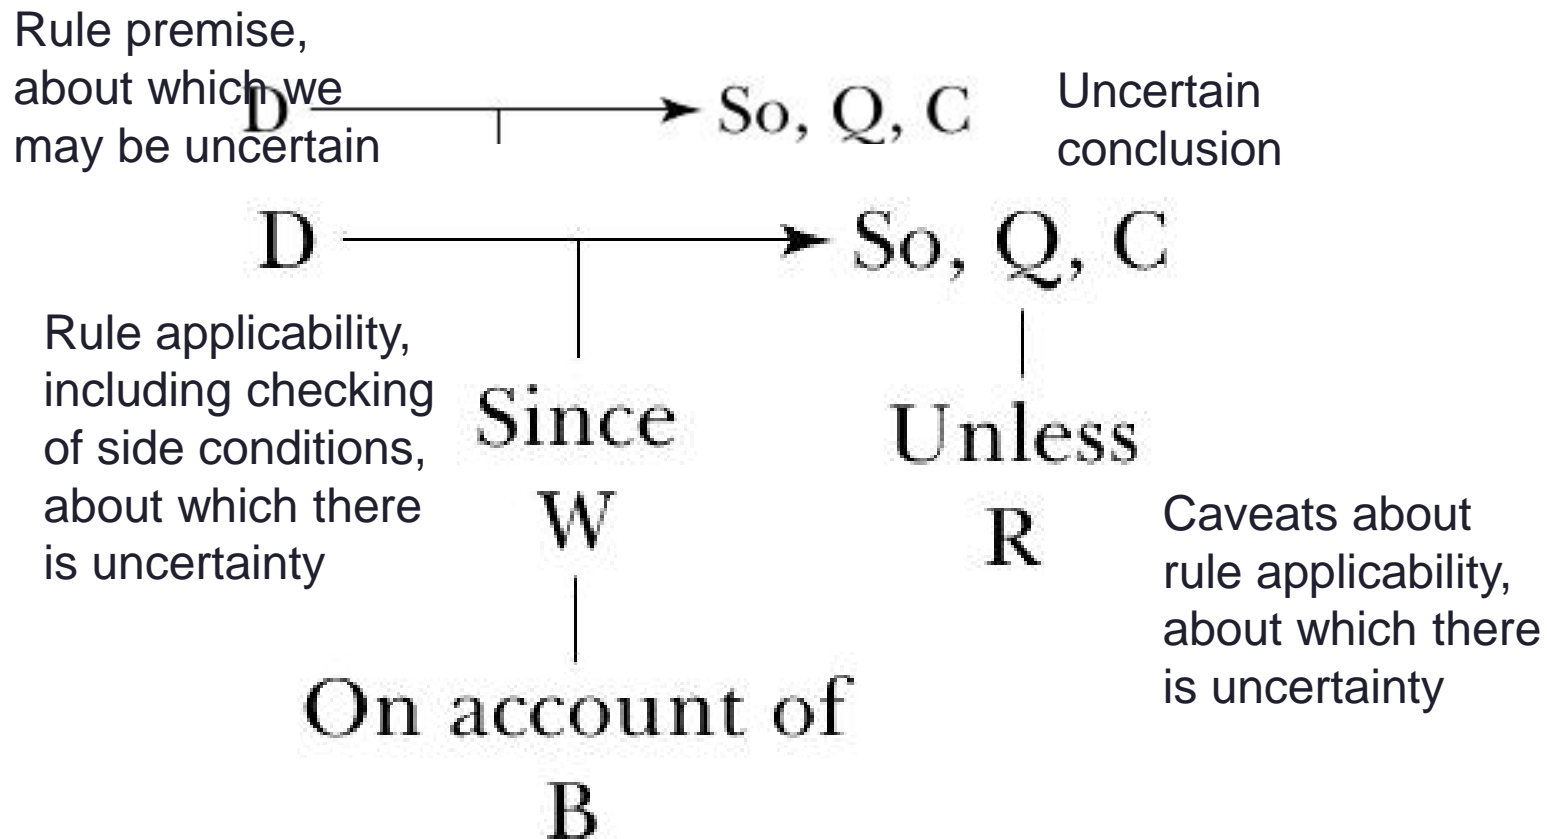 Rule premise,
about which we
may be uncertain
D
So, Q, C
Uncertain
conclusion
D
So, Q, C
Rule applicability,
including checking
of side conditions,
about which there
is uncertainty
Since
W
Unless
R
Caveats about
rule applicability,
about which there
is uncertainty
On account of
B